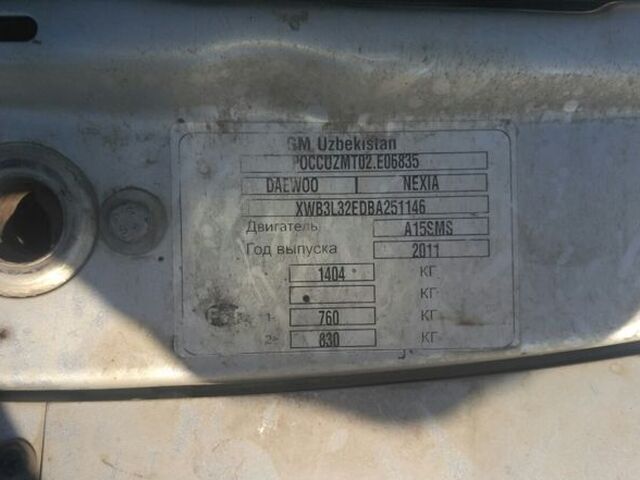 GM Uzbekistan
POCCUZMT02.E06835
DAEWOO NEXIA
XWB3L32EDBA251146
Двигатель A15SMS
Год выпуска 2011
1404 КГ
КГ
1- 760 КГ
2- 830 КГ